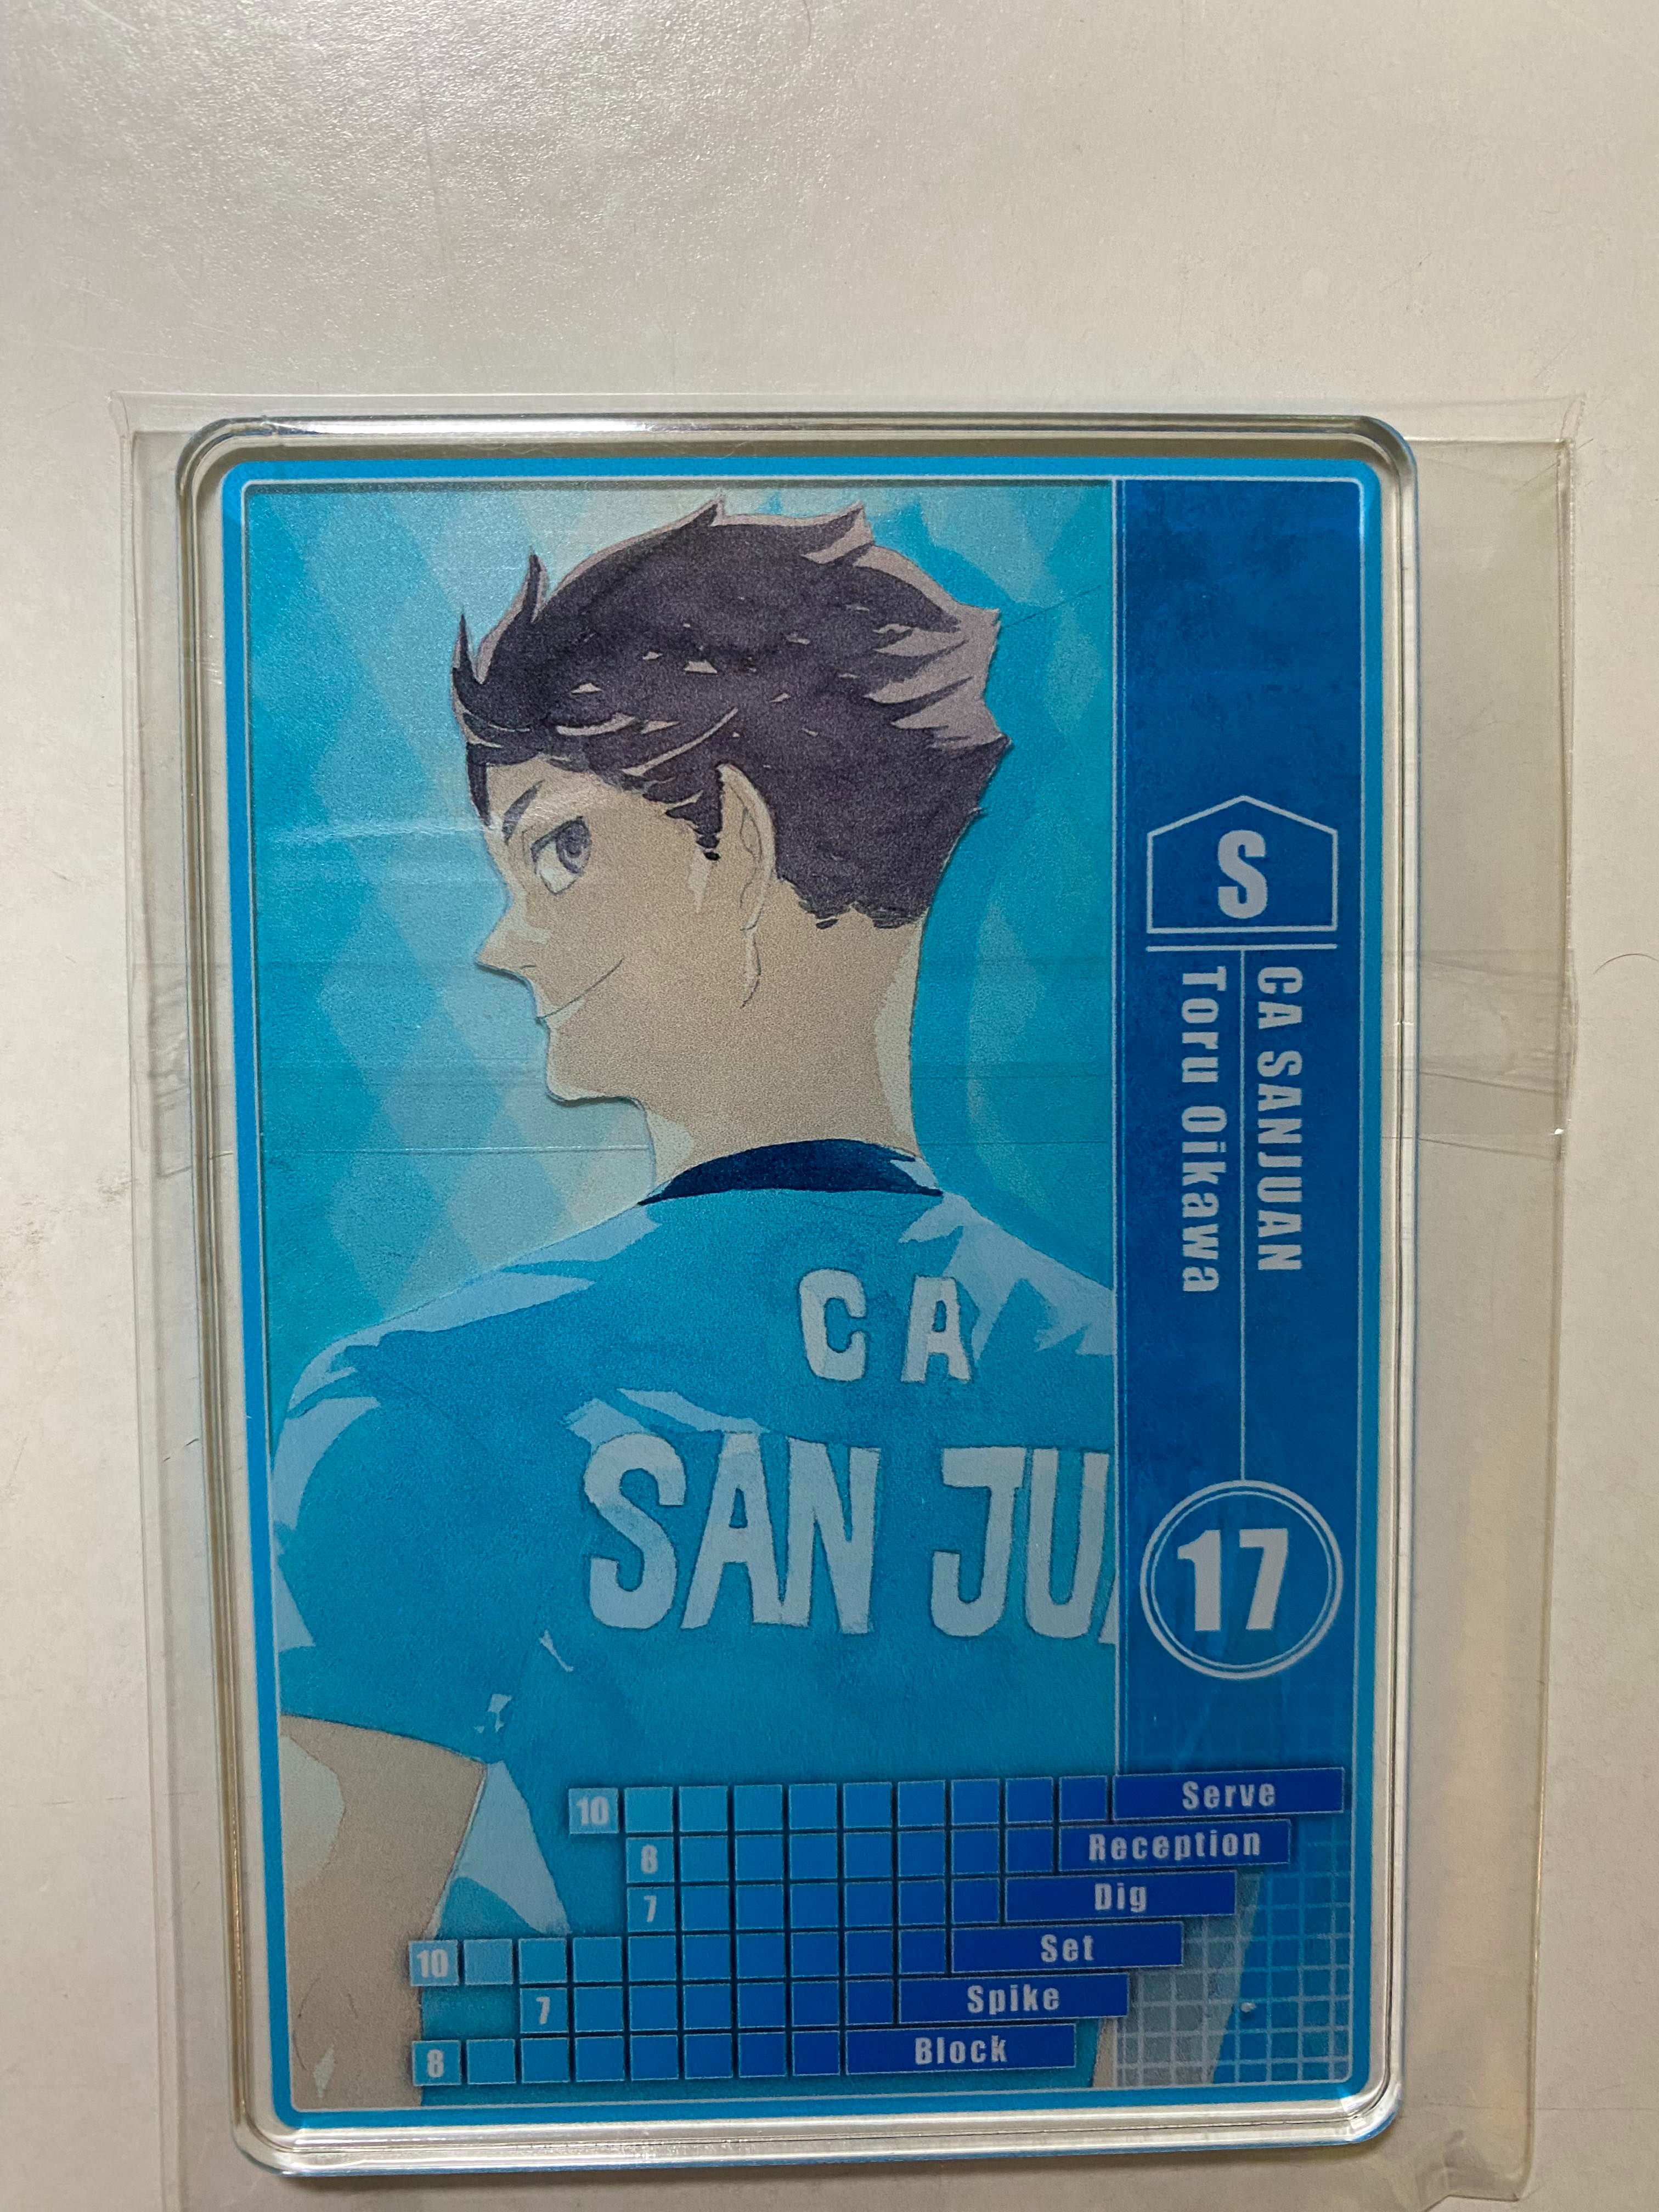 S
CA SANJUAN
Toru Oikawa
17
CA
SAN JU
10 Serve
8 Reception
7 Dig
10 Set
7 Spike
8 Block